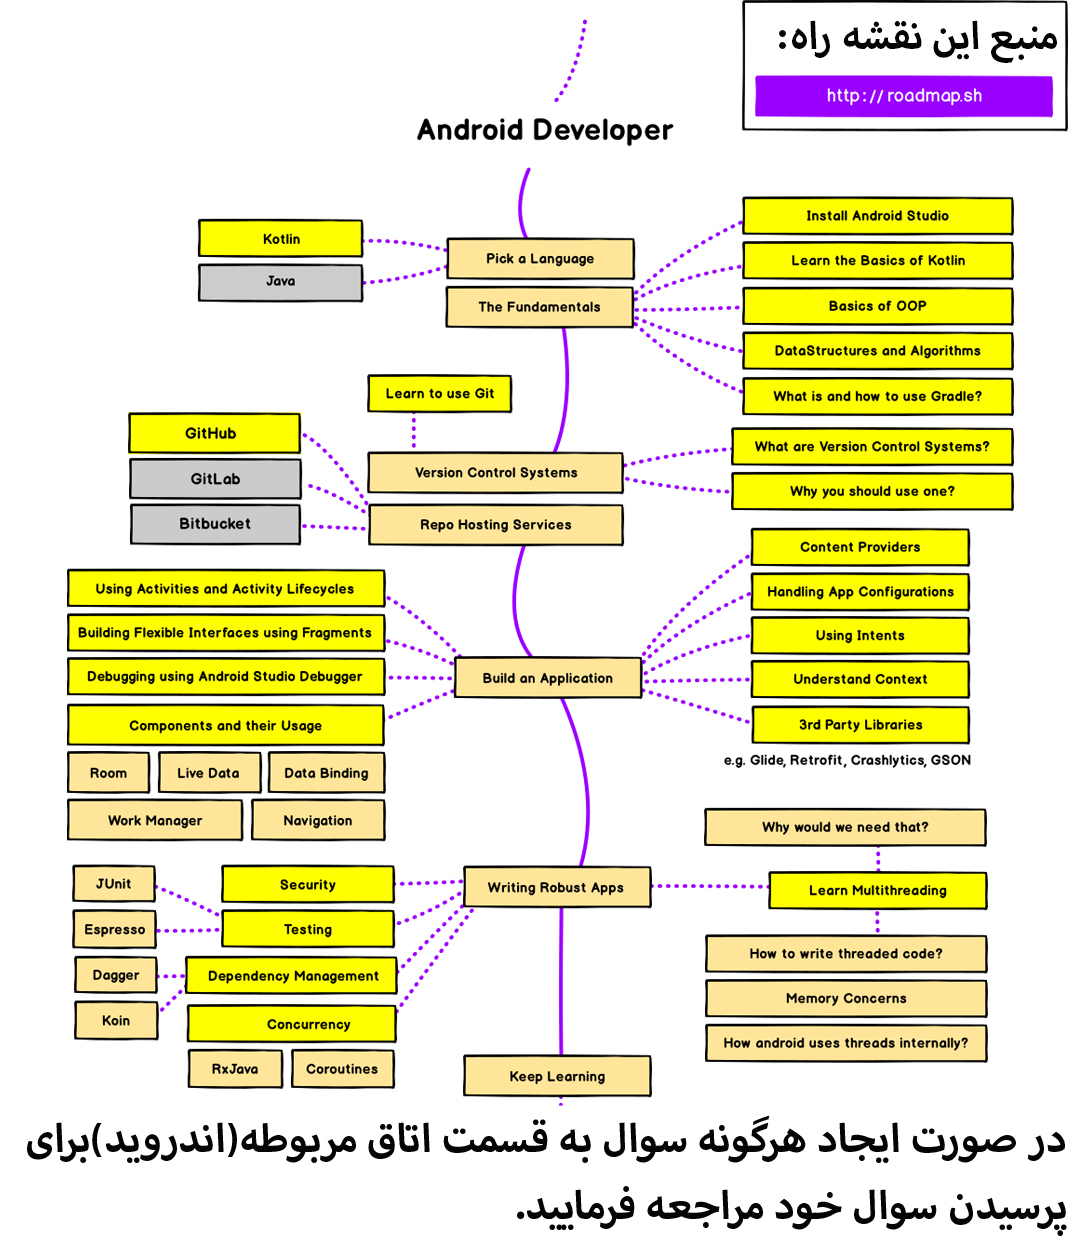 منبع این نقشه راه:
http://roadmap.sh
Android Developer
Kotlin
Java
Pick a Language
The Fundamentals
Install Android Studio
Learn the Basics of Kotlin
Basics of OOP
DataStructures and Algorithms
What is and how to use Gradle?
Learn to use Git
GitHub
GitLab
Bitbucket
Version Control Systems
Repo Hosting Services
What are Version Control Systems?
Why you should use one?
Using Activities and Activity Lifecycles
Building Flexible Interfaces using Fragments
Debugging using Android Studio Debugger
Components and their Usage
Room
Live Data
Data Binding
Work Manager
Navigation
Build an Application
Content Providers
Handling App Configurations
Using Intents
Understand Context
3rd Party Libraries
e.g. Glide, Retrofit, Crashlytics, GSON
JUnit
Espresso
Dagger
Koin
Security
Testing
Dependency Management
Concurrency
RxJava
Coroutines
Writing Robust Apps
Why would we need that?
Learn Multithreading
How to write threaded code?
Memory Concerns
How android uses threads internally?
Keep Learning
در صورت ایجاد هرگونه سوال به قسمت اتاق مربوطه(اندروید)برای
پرسیدن سوال خود مراجعه فرمایید.